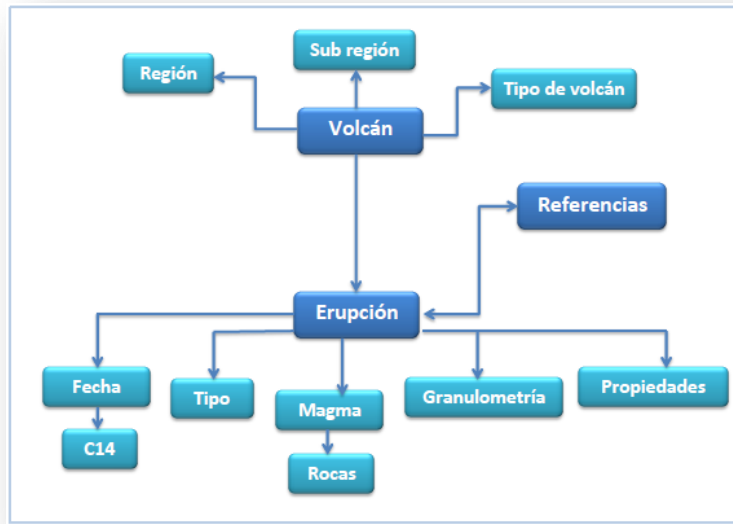 Sub región
Región
Tipo de volcán
Volcán
Referencias
Erupción
Fecha
Tipo
Magma
Granulometría
Propiedades
C14
Rocas